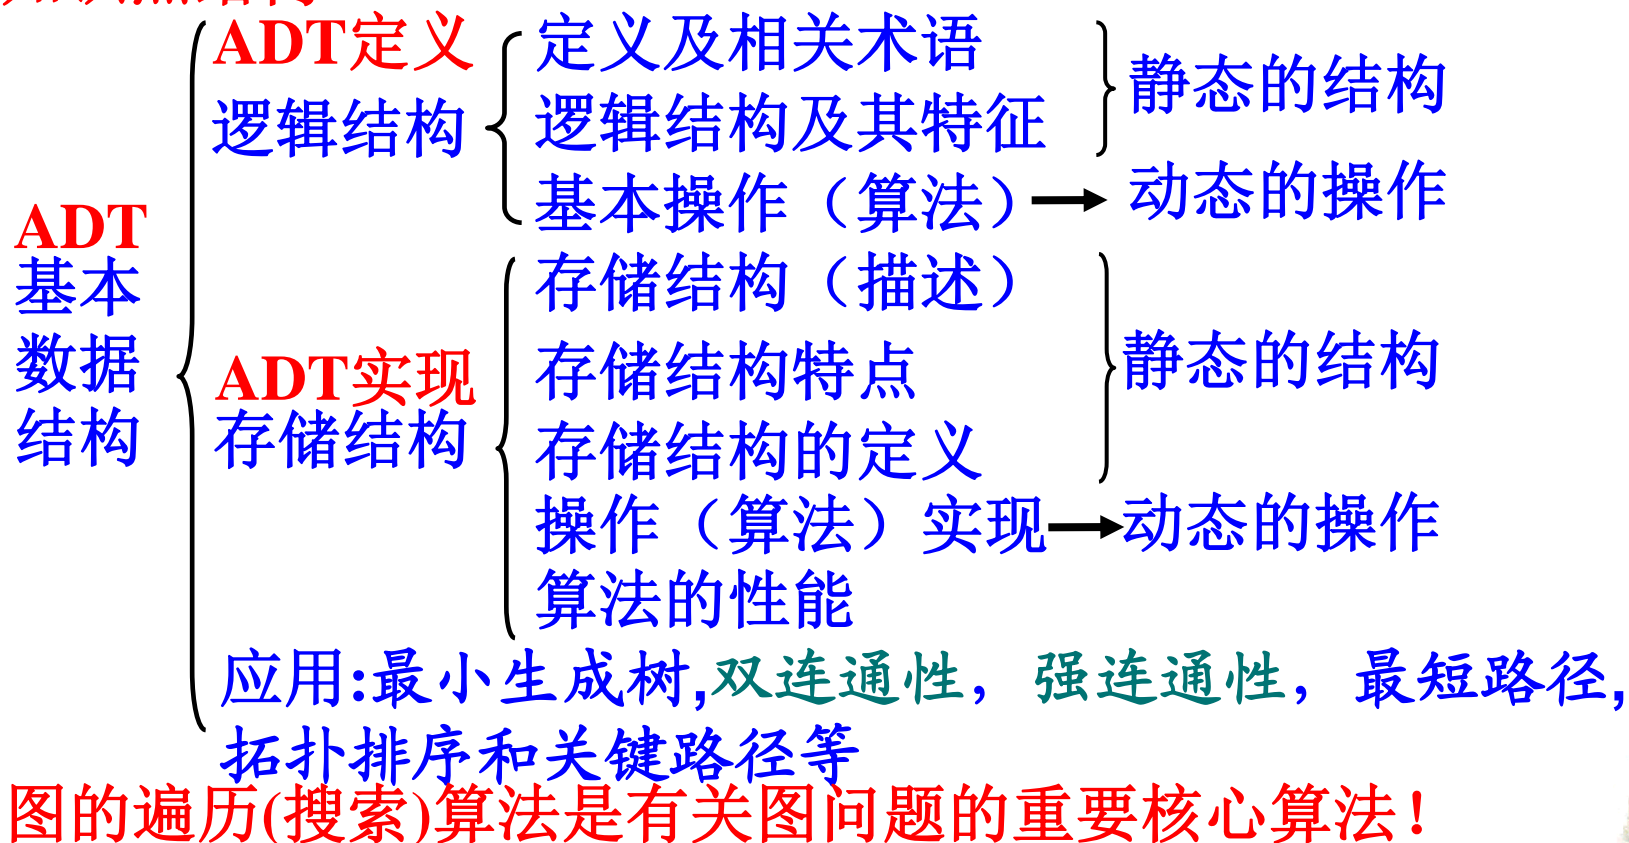 ADT
基本
数据
结构
ADT定义
逻辑结构
定义及相关术语
逻辑结构及其特征
基本操作（算法）
静态的结构
动态的操作
ADT实现
存储结构
存储结构（描述）
存储结构特点
存储结构的定义
操作（算法）实现
算法的性能
静态的结构
动态的操作
应用:最小生成树,双连通性，强连通性，最短路径,
拓扑排序和关键路径等
图的遍历(搜索)算法是有关图问题的重要核心算法！